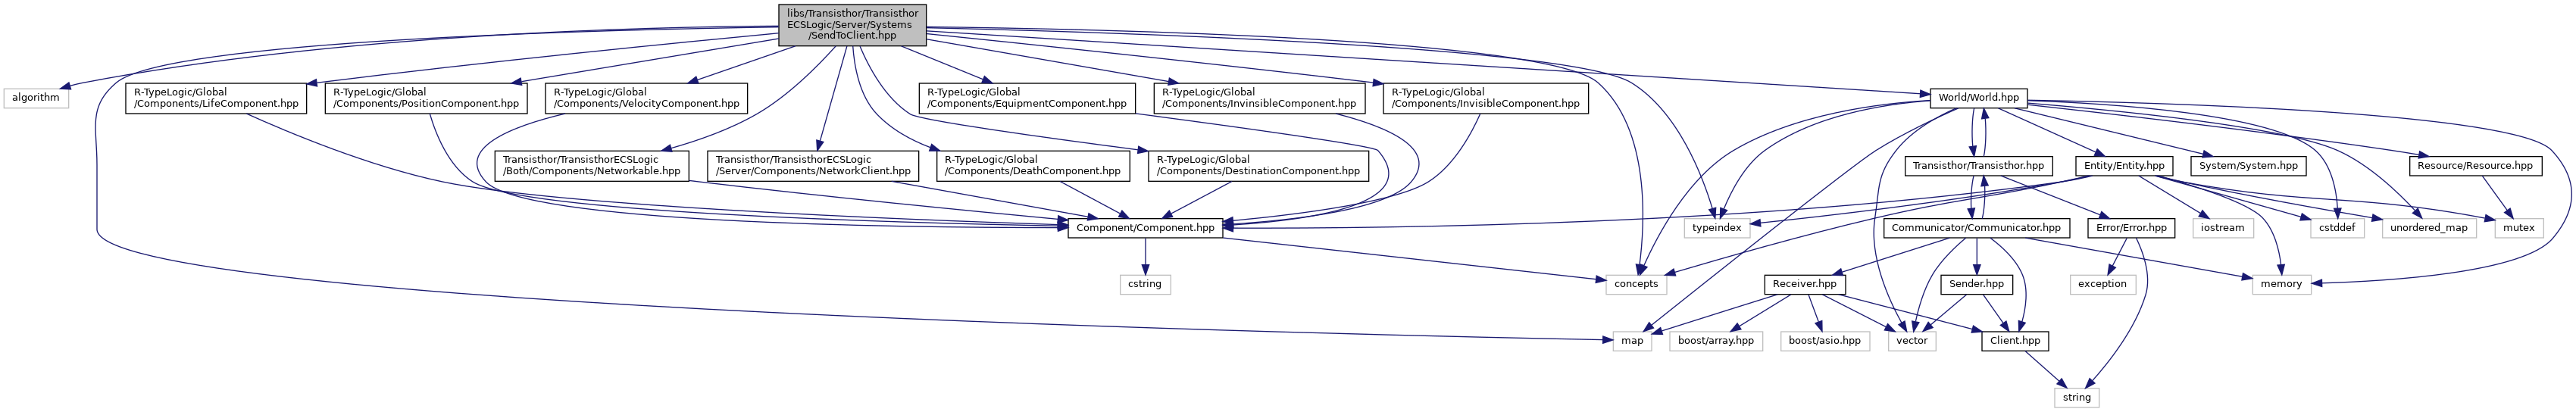 libs/Transisthor/Transisthor
ECSLogic/Server/Systems
/SendToClient.hpp
algorithm
R-TypeLogic/Global
/Components/LifeComponent.hpp
R-TypeLogic/Global
/Components/PositionComponent.hpp
R-TypeLogic/Global
/Components/VelocityComponent.hpp
R-TypeLogic/Global
/Components/EquipmentComponent.hpp
R-TypeLogic/Global
/Components/InvinsibleComponent.hpp
R-TypeLogic/Global
/Components/InvisibleComponent.hpp
World/World.hpp
Transisthor/TransisthorECSLogic
/Both/Components/Networkable.hpp
Transisthor/TransisthorECSLogic
/Server/Components/NetworkClient.hpp
R-TypeLogic/Global
/Components/DeathComponent.hpp
R-TypeLogic/Global
/Components/DestinationComponent.hpp
Transisthor/Transisthor.hpp
Entity/Entity.hpp
System/System.hpp
Resource/Resource.hpp
Component/Component.hpp
typeindex
Communicator/Communicator.hpp
Error/Error.hpp
iostream
cstddef
unordered_map
mutex
cstring
concepts
Receiver.hpp
Sender.hpp
exception
memory
map
boost/array.hpp
boost/asio.hpp
vector
Client.hpp
string